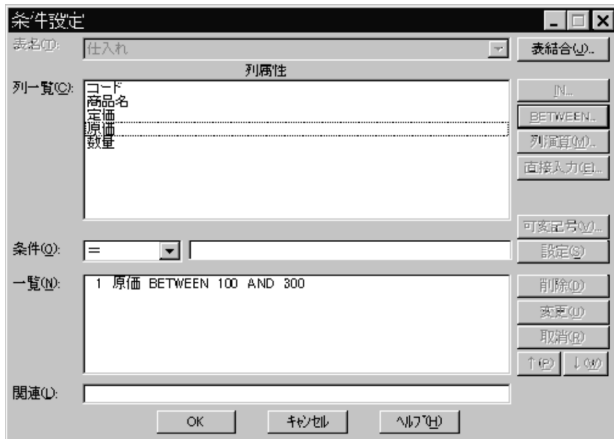 条件設定
表名(T):
仕入れ
表結合(J)..
列属性
列一覧(C):
コード
商品名
定価
原価
数量
IN...
BETWEEN..
列演算(M)..
直接入力(E)..
可変記号(V)..
条件(O):
=
設定(S)
一覧(N):
1 原価 BETWEEN 100 AND 300
削除(D)
変更(U)
取消(R)
↑(P)
↓(W)
関連(L):
OK
キャンセル
ヘルプ(H)